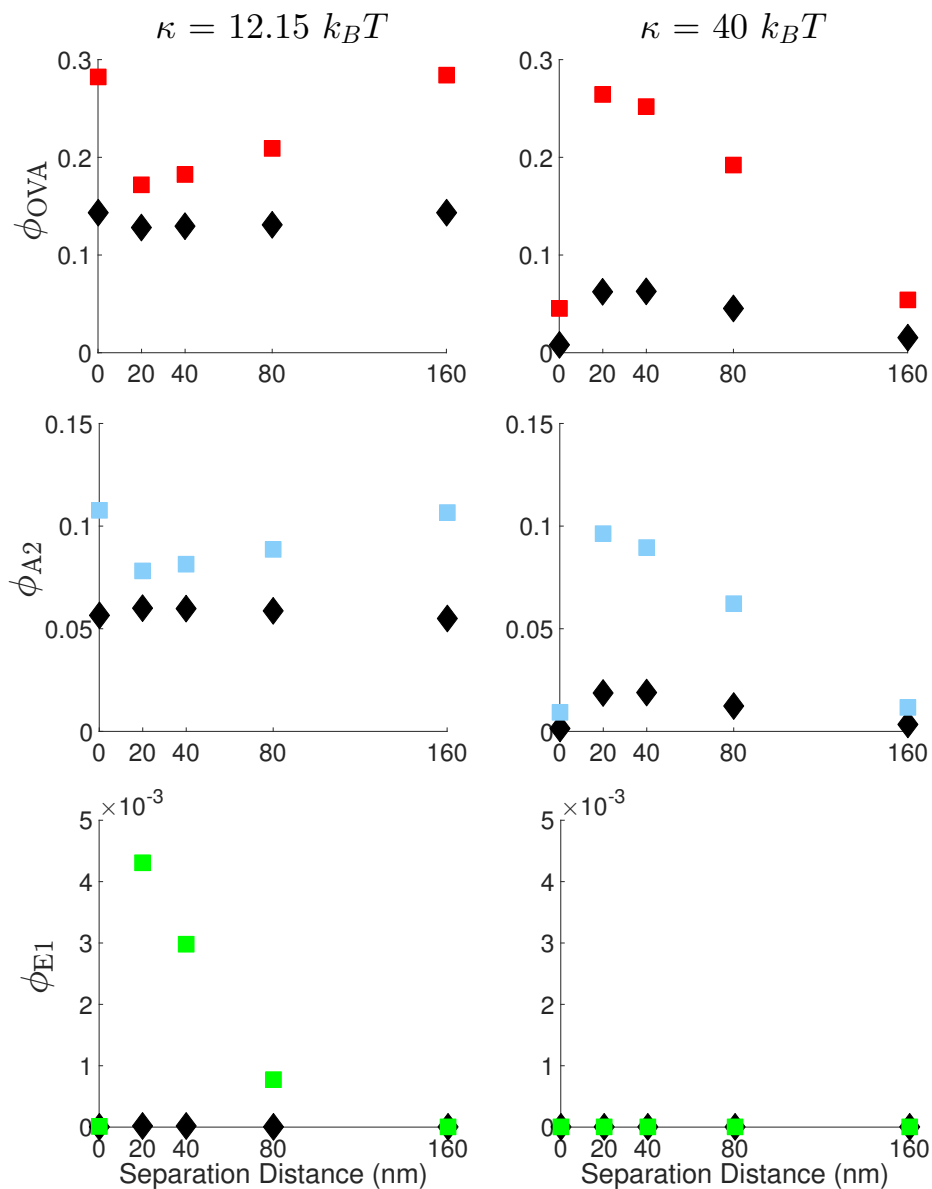 κ = 12.15 k_BT
κ = 40 k_BT
0.3
0.2
0.1
0
ϕ_OVA
0 20 40 80 160
0.3
0.2
0.1
0
0 20 40 80 160
0.15
0.1
0.05
0
ϕ_A2
0 20 40 80 160
0.15
0.1
0.05
0
0 20 40 80 160
×10^-3
5
4
3
2
1
0
ϕ_E1
0 20 40 80 160
Separation Distance (nm)
×10^-3
5
4
3
2
1
0
0 20 40 80 160
Separation Distance (nm)